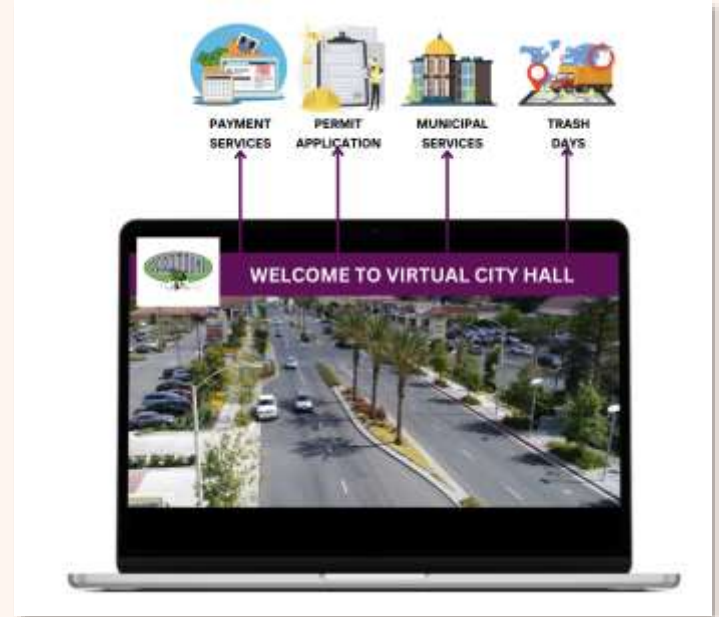 PAYMENT
SERVICES
PERMIT
APPLICATION
MUNICIPAL
SERVICES
TRASH
DAYS
WELCOME TO VIRTUAL CITY HALL